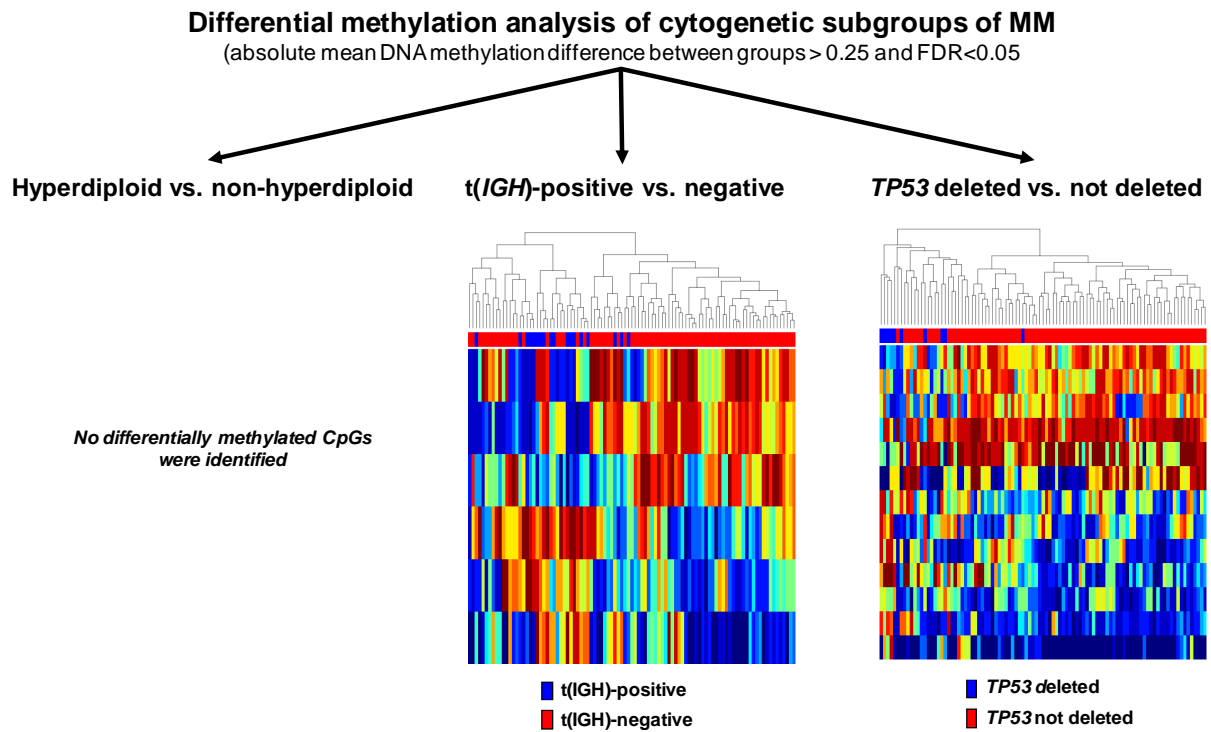 Differential methylation analysis of cytogenetic subgroups of MM
(absolute mean DNA methylation difference between groups > 0.25 and FDR<0.05
Hyperdiploid vs. non-hyperdiploid
t(IGH)-positive vs. negative
TP53 deleted vs. not deleted
No differentially methylated CpGs
were identified
t(IGH)-positive
t(IGH)-negative
TP53 deleted
TP53 not deleted